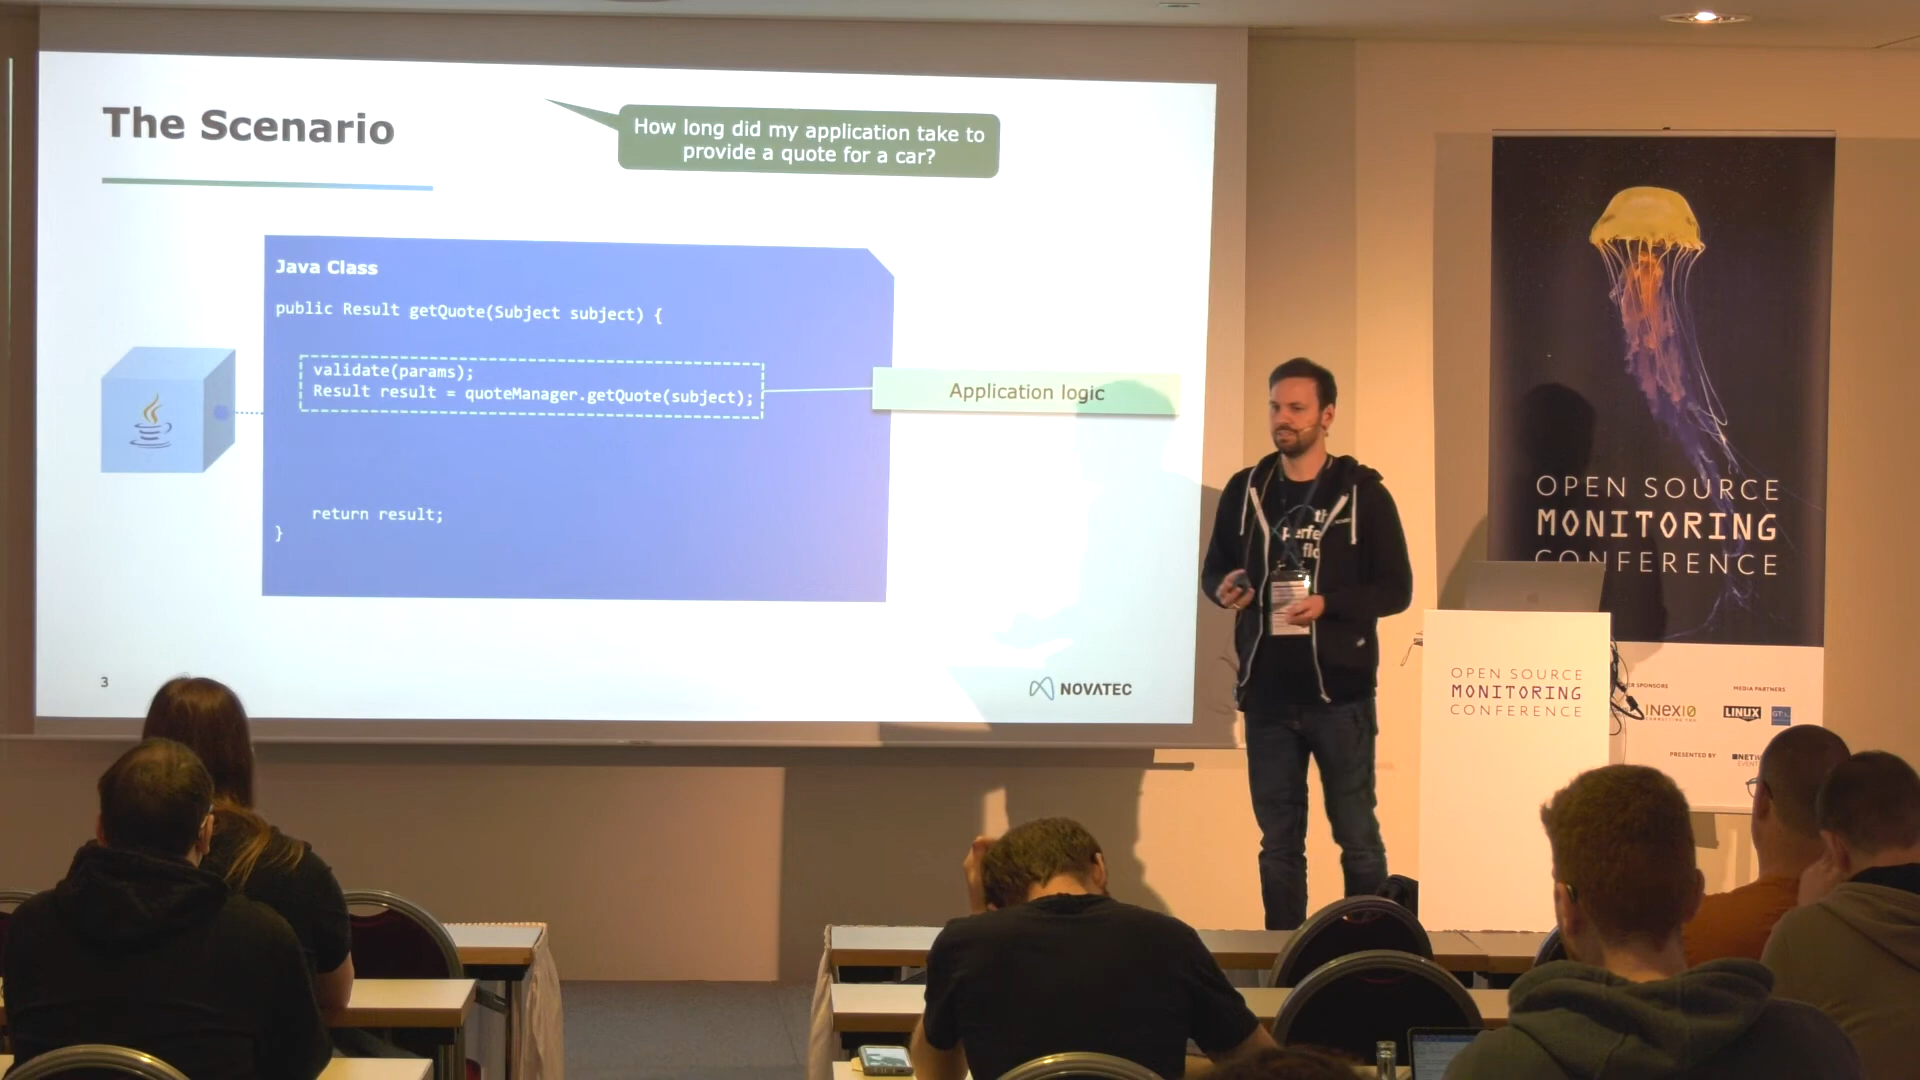 The Scenario
How long did my application take to
provide a quote for a car?
Java Class
public Result getQuote(Subject subject) {
validate(params);
Result result = quoteManager.getQuote(subject);
Application logic
return result;
}
3
NOVATEC
OPEN SOURCE
MONITORING
CONFERENCE
OPEN SOURCE
MONITORING
CONFERENCE
SPONSORS
MEDIA PARTNERS
LINUX
PRESENTED BY